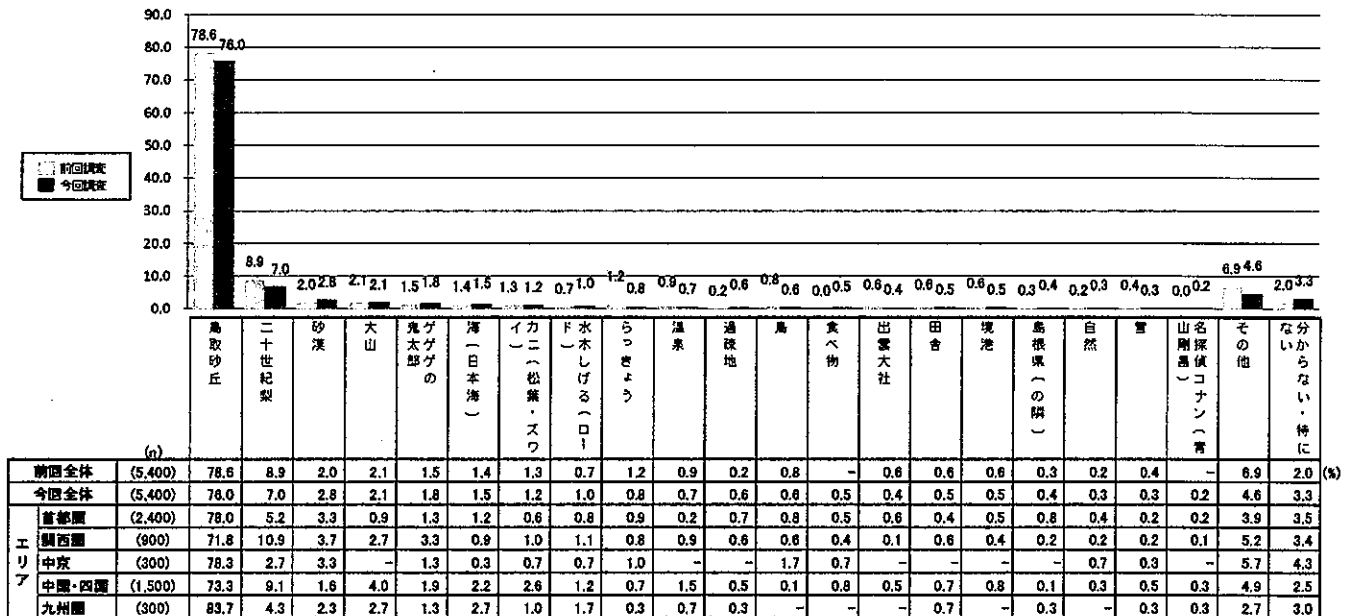 90.0
80.0
70.0
60.0
50.0
40.0
30.0
20.0
10.0
0.0
前回調査
今回調査
78.6 76.0
8.9 7.0
2.0 2.8
2.1 2.1
1.5 1.8
1.4 1.5
1.3 1.2
0.7 1.0
1.2 0.8
0.9 0.7
0.2 0.6
0.8 0.6
0.0 0.5
0.6 0.4
0.6 0.5
0.6 0.5
0.3 0.4
0.2 0.3
0.4 0.3
0.0 0.2
6.9 4.6
2.0 3.3
鳥取砂丘
二十世紀梨
砂漠
大山
ゲゲゲの
鬼太郎
海(日本海)
カニ(松葉・ズワ
イ)
水木しげる(ロー
ド)
らっきょう
温泉
過疎地
鳥
食べ物
出雲大社
田舎
境港
島根県(の隣)
自然
雪
名探偵コナン(青
山剛昌)
その他
分からない・特に
ない
(n)
前回全体 (5,400) 78.6 8.9 2.0 2.1 1.5 1.4 1.3 0.7 1.2 0.9 0.2 0.8 - 0.6 0.6 0.6 0.3 0.2 0.4 - 6.9 2.0 (%)
今回全体 (5,400) 76.0 7.0 2.8 2.1 1.8 1.5 1.2 1.0 0.8 0.7 0.6 0.6 0.5 0.4 0.5 0.5 0.4 0.3 0.3 0.2 4.6 3.3
エリア
首都圏 (2,400) 78.0 5.2 3.3 0.9 1.3 1.2 0.6 0.8 0.9 0.2 0.7 0.8 0.5 0.6 0.4 0.5 0.8 0.4 0.2 0.2 3.9 3.5
関西圏 (900) 71.8 10.9 3.7 2.7 3.3 0.9 1.0 1.1 0.8 0.9 0.6 0.6 0.4 0.1 0.6 0.4 0.2 0.2 0.2 0.1 5.2 3.4
中京 (300) 78.3 2.7 3.3 - 1.3 0.3 0.7 0.7 1.0 - - 1.7 0.7 - - - - 0.7 0.3 - 5.7 4.3
中国・四国 (1,500) 73.3 9.1 1.6 4.0 1.9 2.2 2.6 1.2 0.7 1.5 0.5 0.1 0.8 0.5 0.7 0.8 0.1 0.3 0.5 0.3 4.9 2.5
九州圏 (300) 83.7 4.3 2.3 2.7 1.3 2.7 1.0 1.7 0.3 0.7 0.3 - - - 0.7 - 0.3 - 0.3 0.3 2.7 3.0